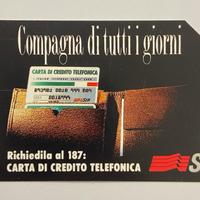 Compagna di tutti i giorni
CARTA DI CREDITO TELEFONICA
Richiedila al 187:
CARTA DI CREDITO TELEFONICA
S